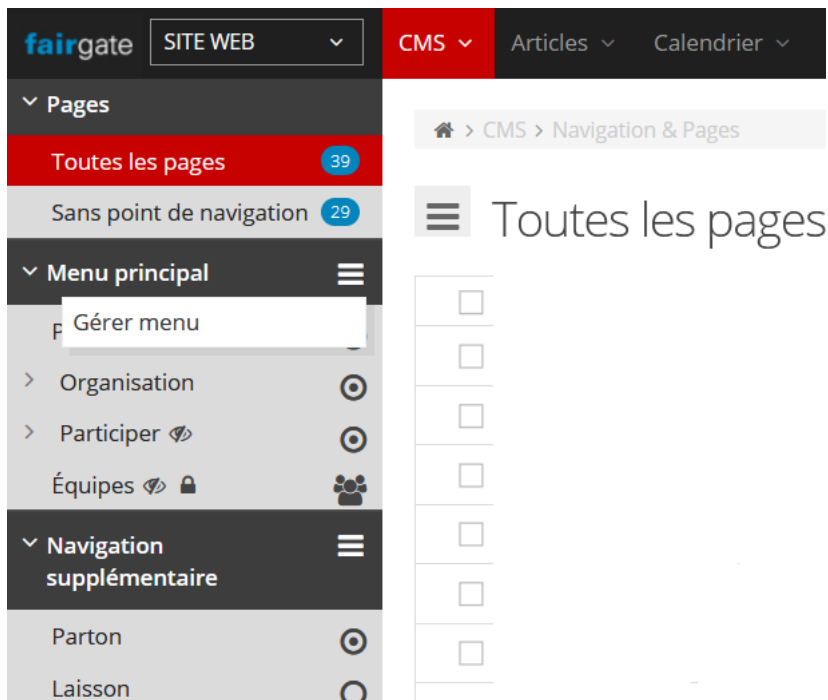 fairgate SITE WEB CMS Articles Calendrier
Pages
CMS > Navigation & Pages
Toutes les pages 39
Sans point de navigation 29
Toutes les pages
Menu principal
Gérer menu
Organisation
Participer
Équipes
Navigation
supplémentaire
Parton
Laisson